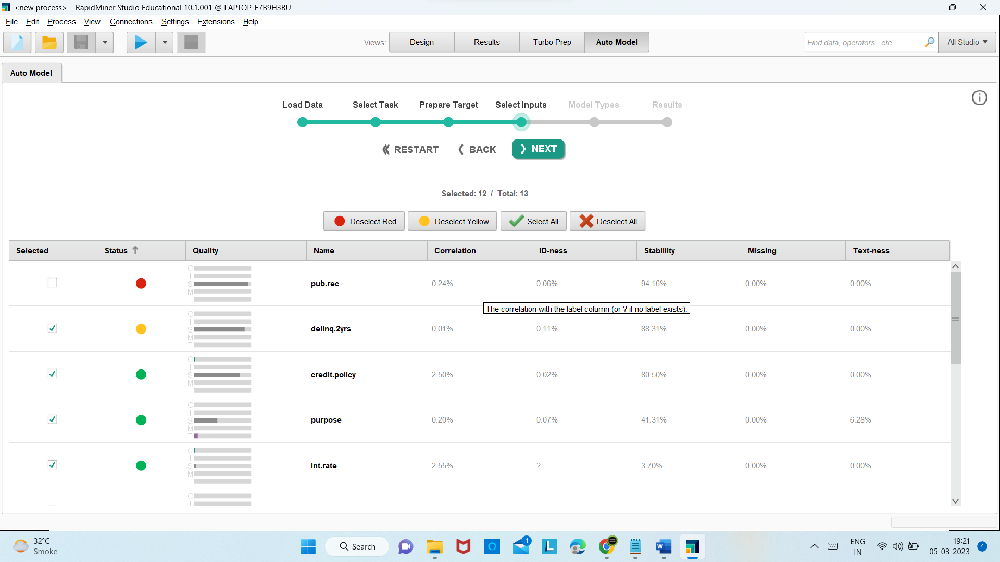 <new process> – RapidMiner Studio Educational 10.1.001 @ LAPTOP-E7B9H3BU
File Edit Process View Connections Settings Extensions Help
Views: Design Results Turbo Prep Auto Model
Find data, operators...etc
All Studio
Auto Model
Load Data Select Task Prepare Target Select Inputs Model Types Results
RESTART BACK NEXT
Selected: 12 / Total: 13
Deselect Red Deselect Yellow Select All Deselect All
Selected Status Quality Name Correlation ID-ness Stabillity Missing Text-ness
C
I
S
M
T
pub.rec 0.24% 0.06% 94.16% 0.00% 0.00%
The correlation with the label column (or ? if no label exists).
C
I
S
M
T
delinq.2yrs 0.01% 0.11% 88.31% 0.00% 0.00%
C
I
S
M
T
credit.policy 2.50% 0.02% 80.50% 0.00% 0.00%
C
I
S
M
T
purpose 0.20% 0.07% 41.31% 0.00% 6.28%
C
I
S
M
T
int.rate 2.55% ? 3.70% 0.00% 0.00%
C
I
32°C
Smoke
Search
1
L
W
ENG
IN
19:21
05-03-2023
4